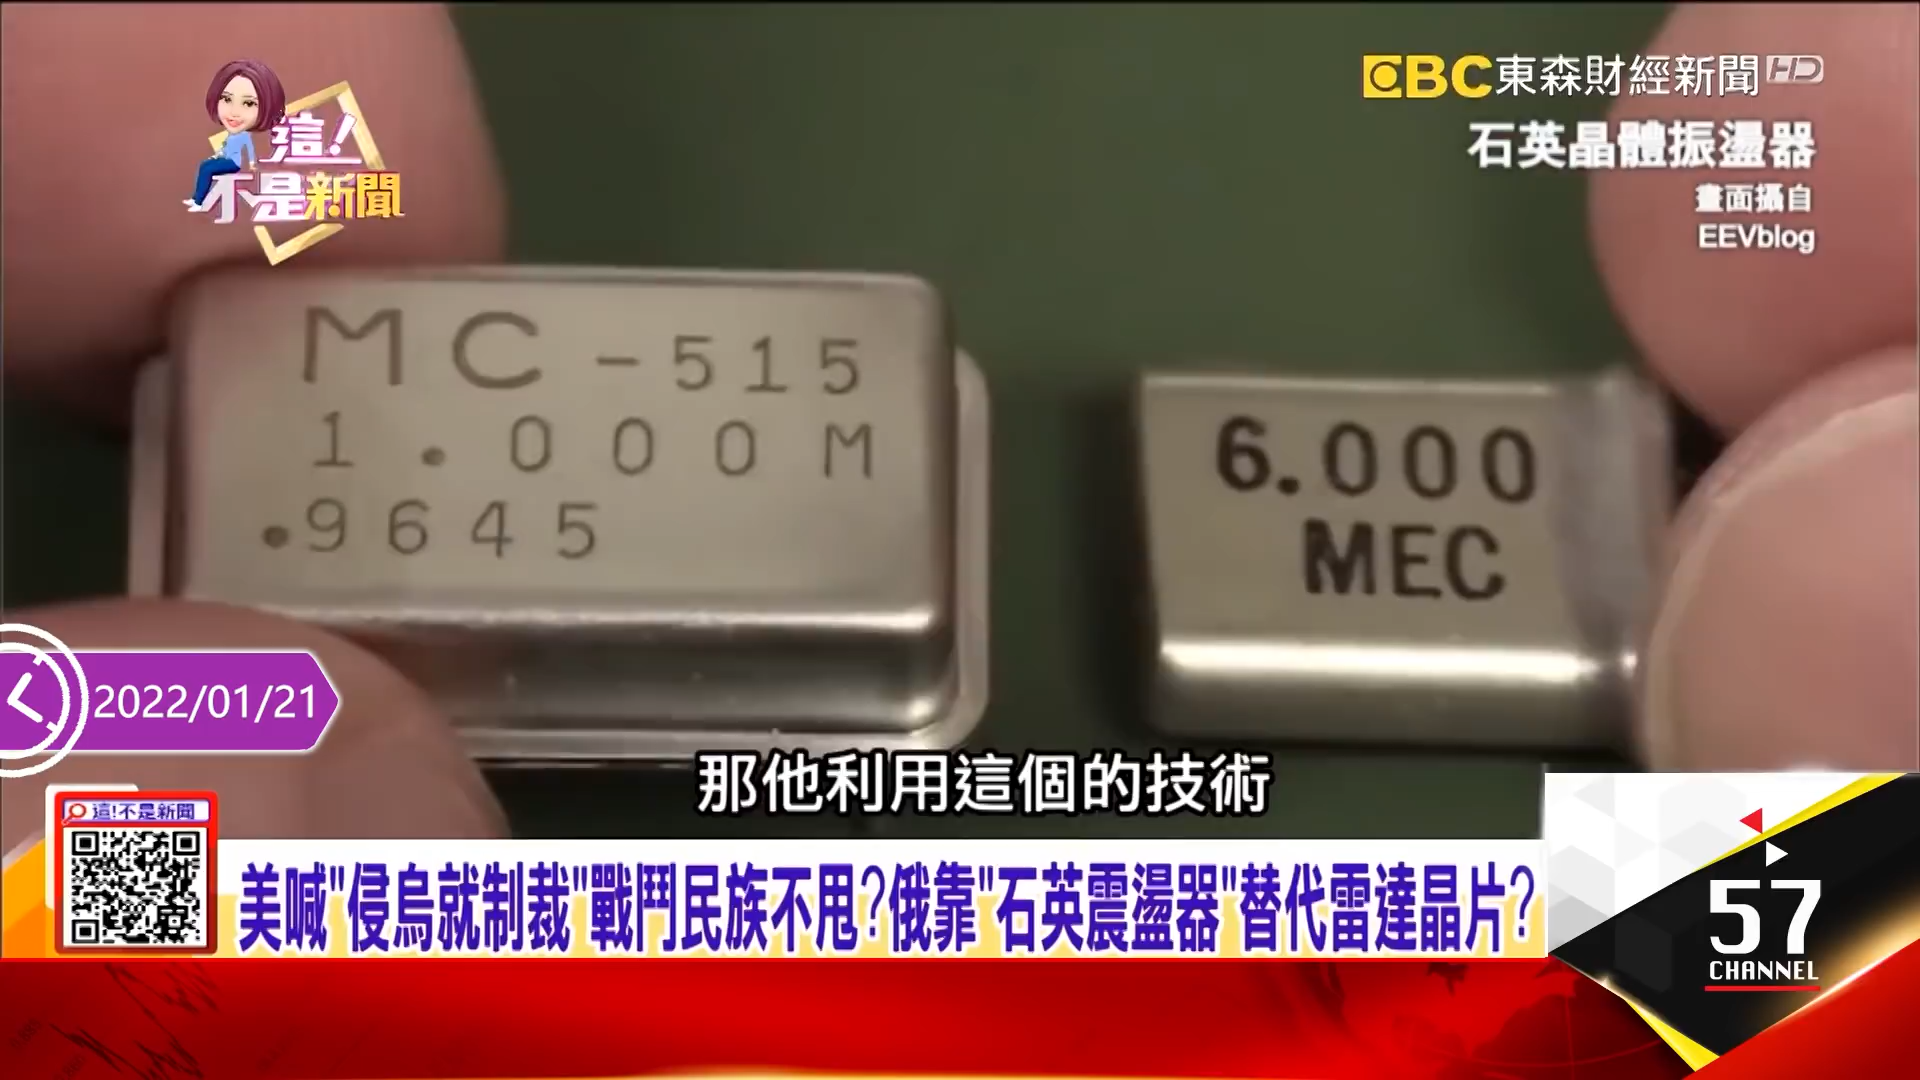 這!
不是新聞
EBC東森財經新聞HD
石英晶體振盪器
畫面攝自
EEVblog
MC-515
1.000M
.9645
6.000
MEC
2022/01/21
那他利用這個的技術
這!不是新聞
美喊"侵烏就制裁"戰鬥民族不甩?俄靠"石英震盪器"替代雷達晶片?
57
CHANNEL